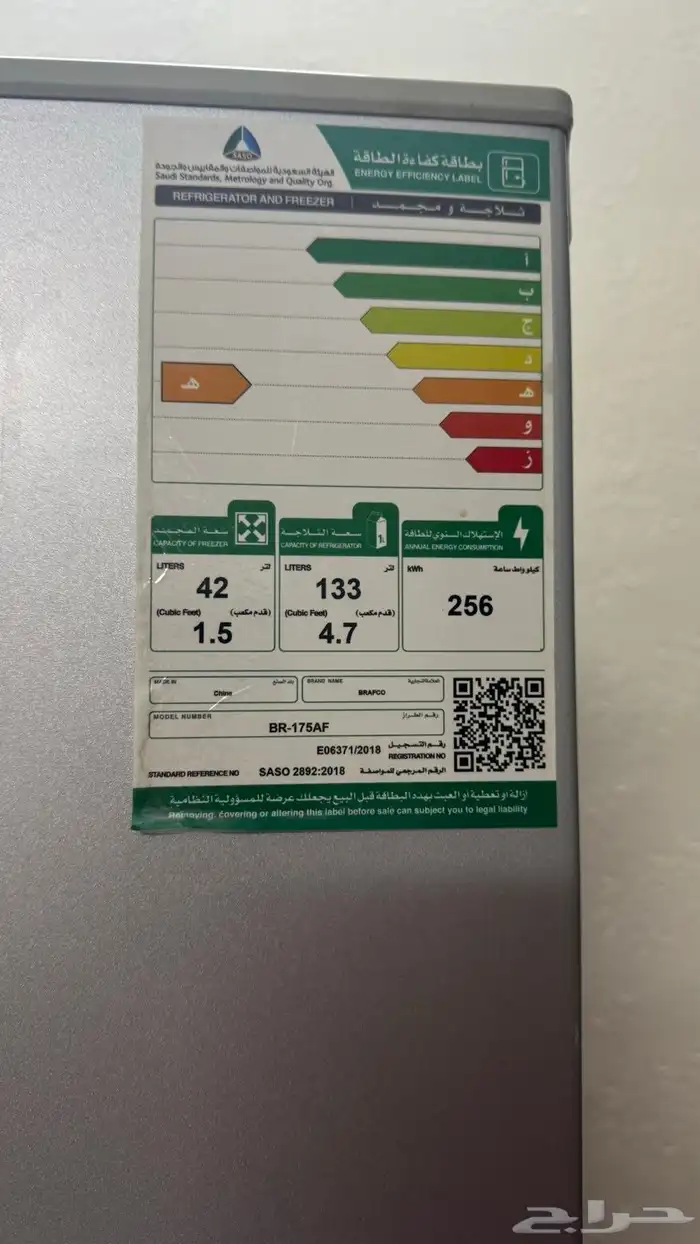 SASO
بطاقة كفاءة الطاقة
ENERGY EFFICIENCY LABEL
الهيئة السعودية للمواصفات والمقاييس والجودة
Saudi Standards, Metrology and Quality Org.
REFRIGERATOR AND FREEZER | ثلاجة و مجمد
أ
ب
ج
د
هـ هـ
و
ز
سعة المجمد
CAPACITY OF FREEZER
LITERS لتر
42
(Cubic Feet) (قدم مكعب)
1.5
سعة الثلاجة
CAPACITY OF REFRIGERATOR
LITERS لتر
133
(Cubic Feet) (قدم مكعب)
4.7
الإستهلاك السنوي للطاقة
ANNUAL ENERGY CONSUMPTION
kWh كيلو واط ساعة
256
MADE IN بلد الصنع
China
BRAND NAME العلامة التجارية
BRAFCO
MODEL NUMBER رقم الطراز
BR-175AF
E06371/2018 رقم التسجيل
REGISTRATION NO
STANDARD REFERENCE NO SASO 2892:2018 الرقم المرجعي للمواصفة
إزالة او تغطية أو العبث بهذه البطاقة قبل البيع يجعلك عرضة للمسؤولية النظامية
Removing, covering or altering this label before sale can subject you to legal liability
حراج